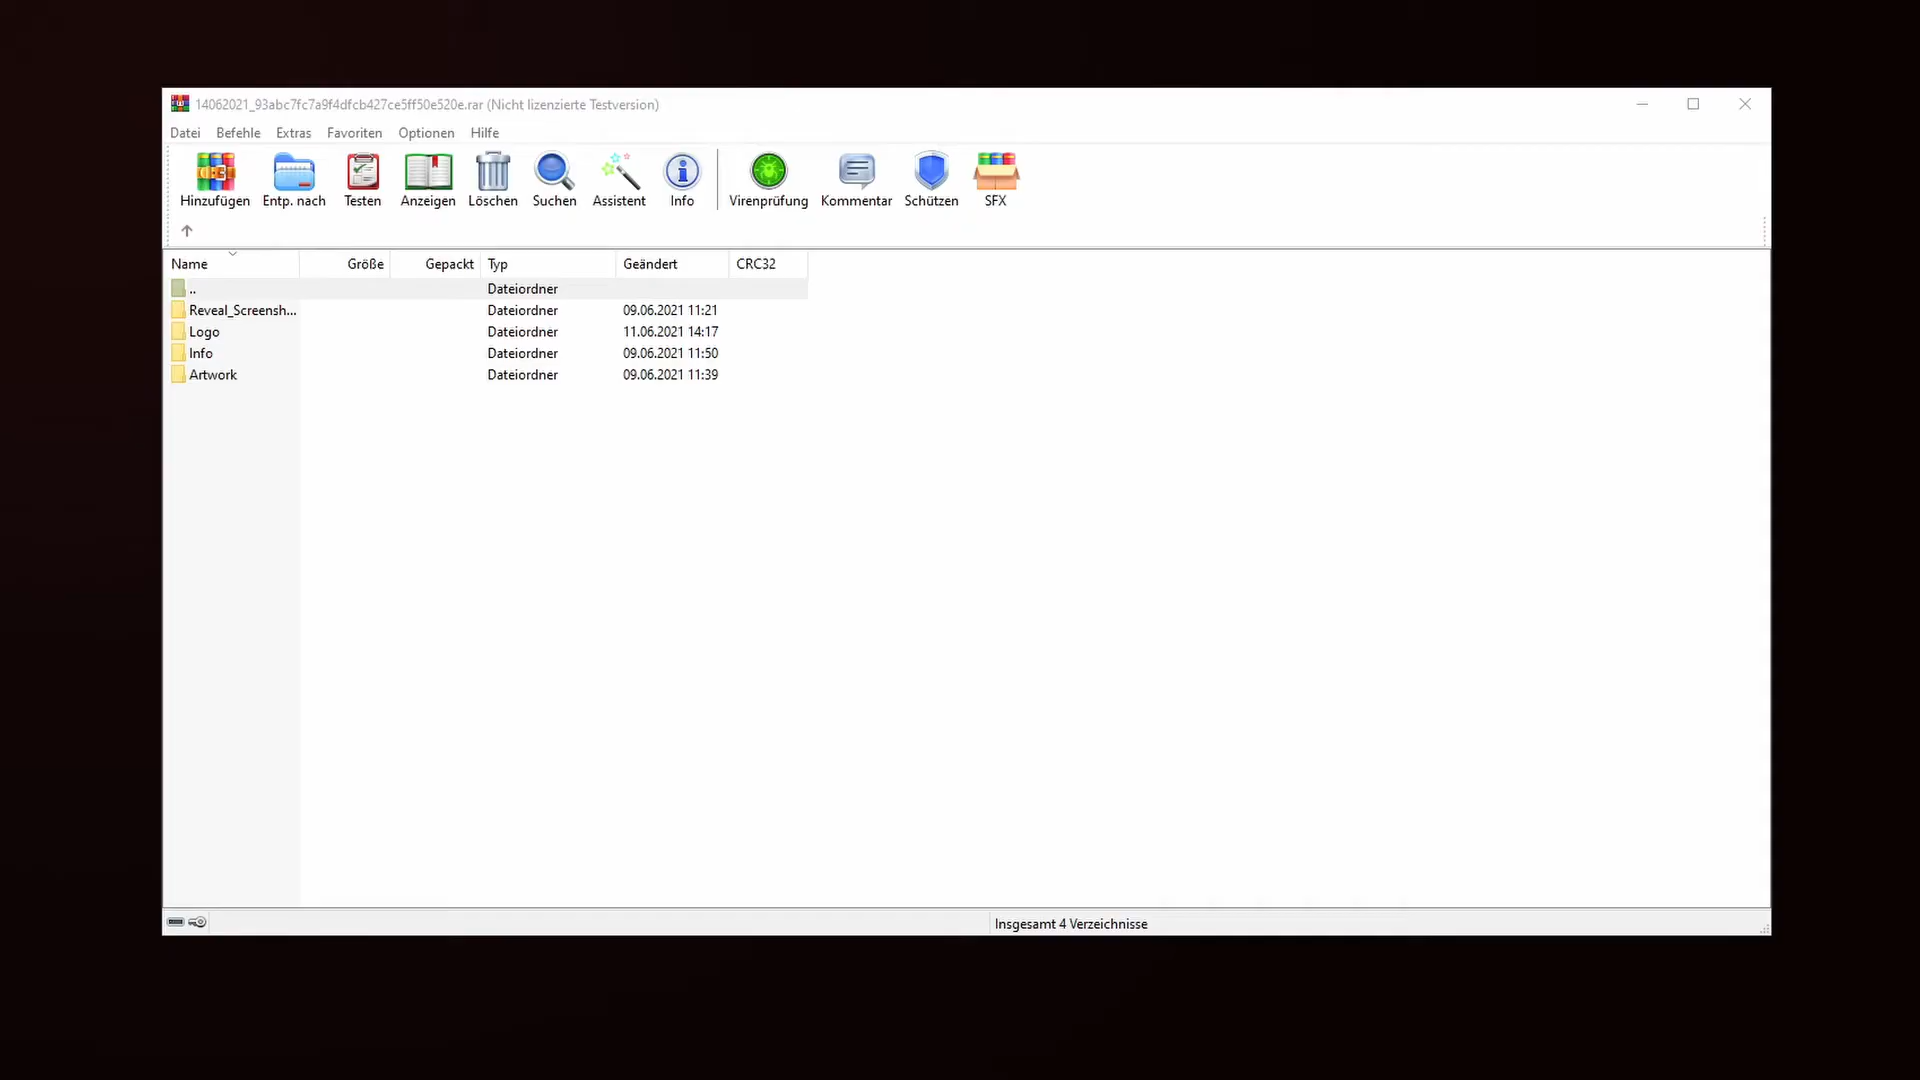 14062021_93abc7fc7a9f4dfcb427ce5ff50e520e.rar (Nicht lizenzierte Testversion)
Datei Befehle Extras Favoriten Optionen Hilfe
Hinzufügen Entp. nach Testen Anzeigen Löschen Suchen Assistent Info Virenprüfung Kommentar Schützen SFX
Name Größe Gepackt Typ Geändert CRC32
.. Dateiordner
Reveal_Screensh... Dateiordner 09.06.2021 11:21
Logo Dateiordner 11.06.2021 14:17
Info Dateiordner 09.06.2021 11:50
Artwork Dateiordner 09.06.2021 11:39
Insgesamt 4 Verzeichnisse